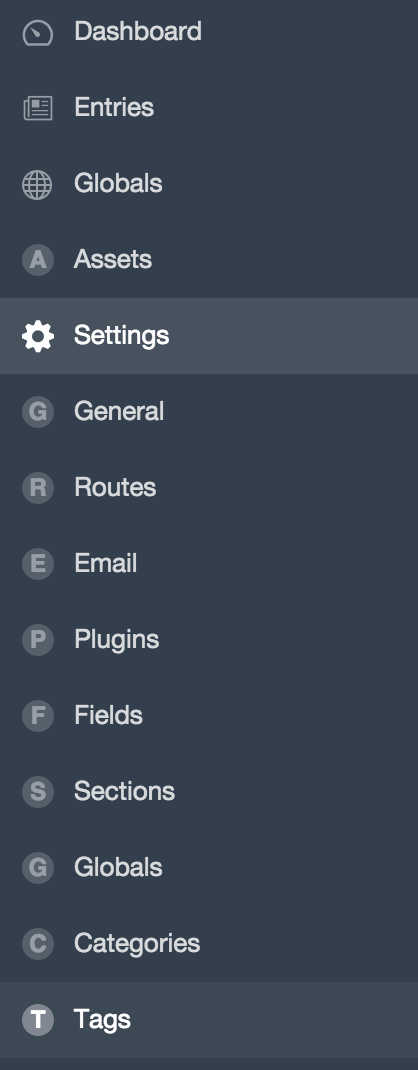 Dashboard
Entries
Globals
A Assets
Settings
G General
R Routes
E Email
P Plugins
F Fields
S Sections
G Globals
C Categories
T Tags